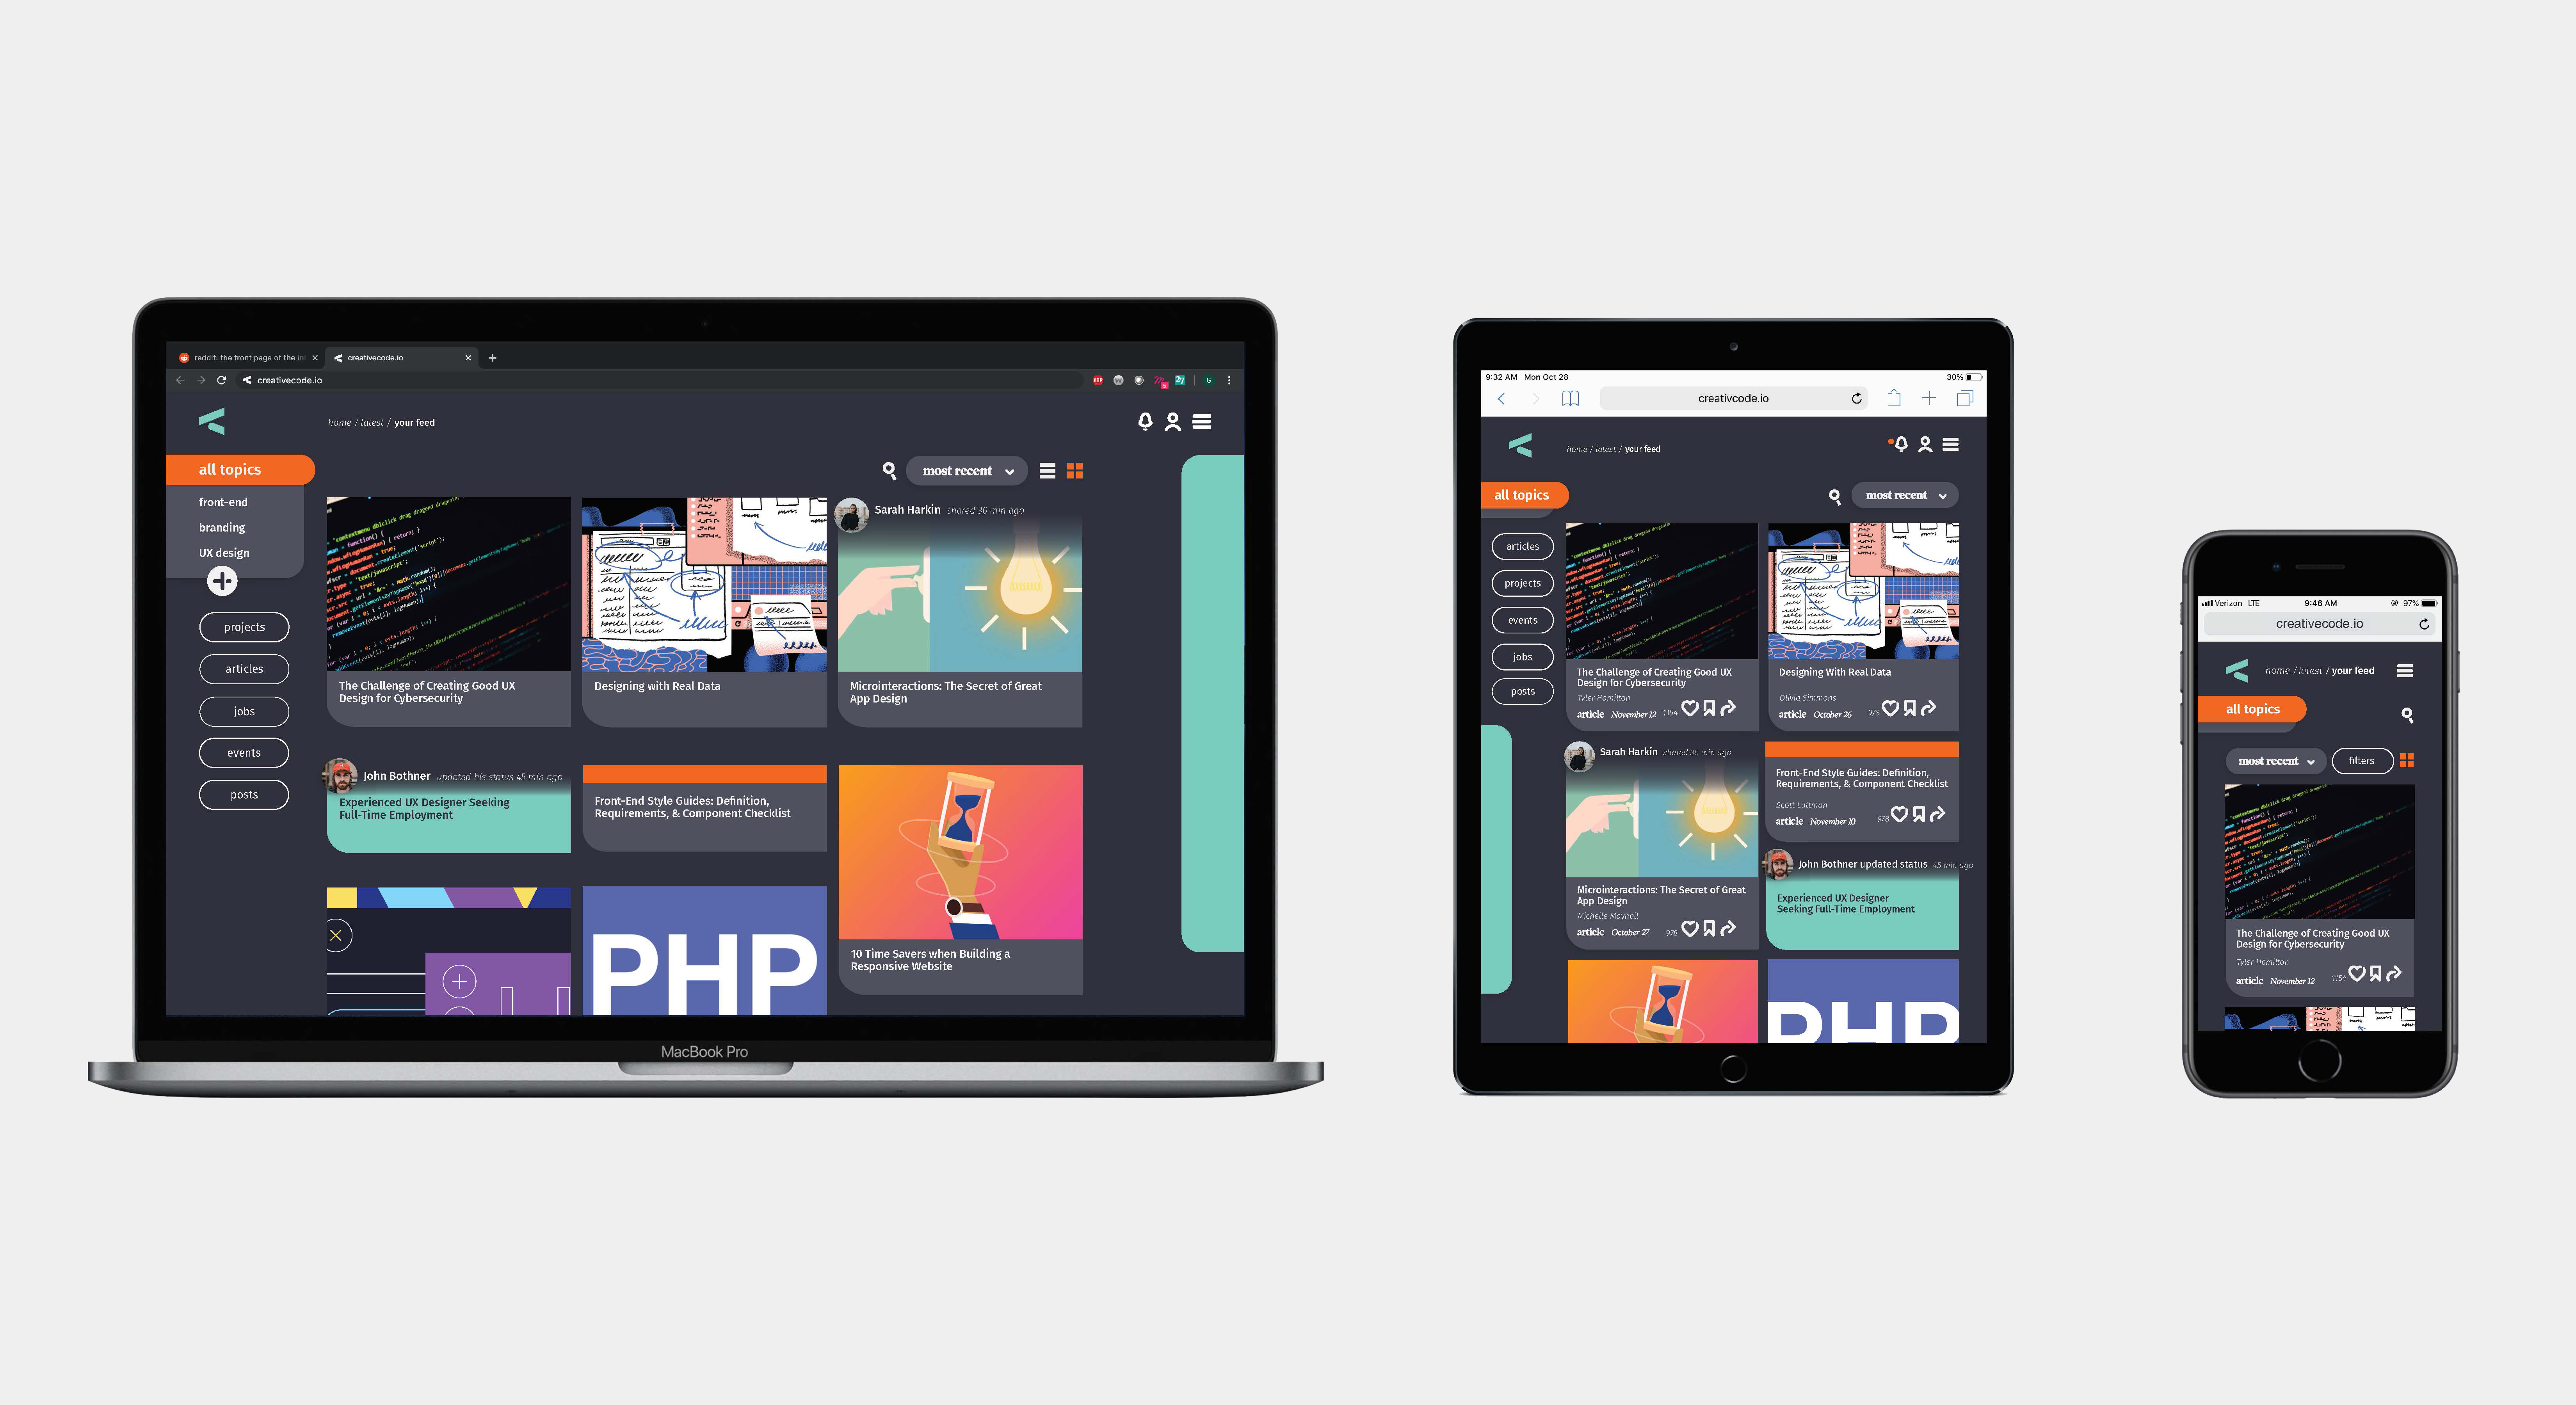 reddit: the front page of the in
creativecode.io
creativecode.io
home / latest / your feed
all topics
front-end
branding
UX design
projects
articles
jobs
events
posts
most recent
Sarah Harkin shared 30 min ago
The Challenge of Creating Good UX
Design for Cybersecurity
Designing with Real Data
Microinteractions: The Secret of Great
App Design
John Bothner updated his status 45 min ago
Experienced UX Designer Seeking
Full-Time Employment
Front-End Style Guides: Definition,
Requirements, & Component Checklist
10 Time Savers when Building a
Responsive Website
PHP
MacBook Pro
9:32 AM Mon Oct 28
30%
creativcode.io
home / latest / your feed
all topics
most recent
articles
projects
events
jobs
posts
The Challenge of Creating Good UX
Design for Cybersecurity
Tyler Hamilton
article November 12 1154
Designing With Real Data
Olivia Simmons
article October 26 978
Sarah Harkin shared 30 min ago
Microinteractions: The Secret of Great
App Design
Michelle Mayhall
article October 27 978
Front-End Style Guides: Definition,
Requirements, & Component Checklist
Scott Luttman
article November 10 978
John Bothner updated status 45 min ago
Experienced UX Designer
Seeking Full-Time Employment
PHP
Verizon LTE
9:46 AM
97%
creativecode.io
home / latest / your feed
all topics
most recent
filters
The Challenge of Creating Good UX
Design for Cybersecurity
Tyler Hamilton
article November 12 1154